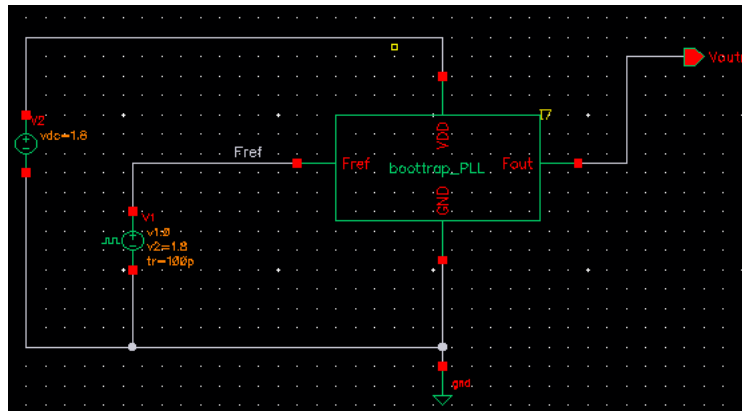 V2
vdc=1.8
Fref
V1
v1:0
v2=1.8
tr=100p
I7
VDD
Fref
boottrap_PLL
Fout
GND
gnd